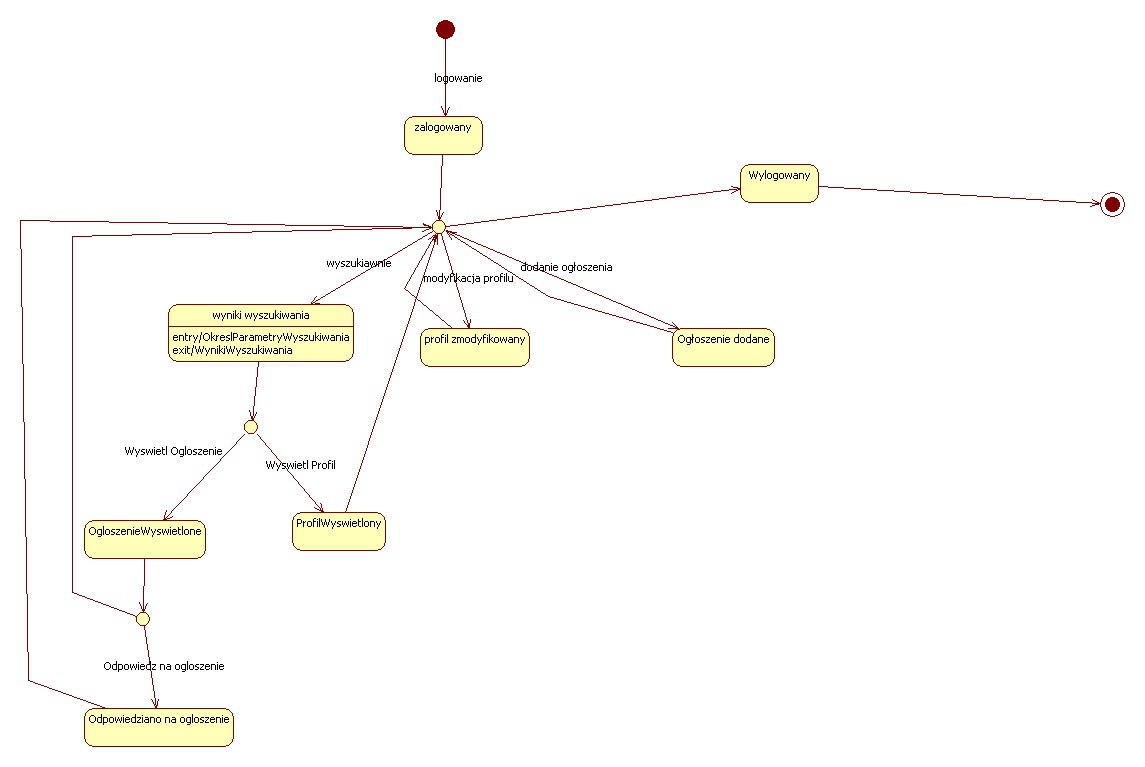 logowanie
zalogowany
Wylogowany
wyszukiawnie
dodanie ogłoszenia
modyfikacja profilu
wyniki wyszukiwania
entry/OkreslParametryWyszukiwania
exit/WynikiWyszukiwania
profil zmodyfikowany
Ogłoszenie dodane
Wyswietl Ogloszenie
Wyswietl Profil
OgloszenieWyswietlone
ProfilWyswietlony
Odpowiedz na ogloszenie
Odpowiedziano na ogloszenie